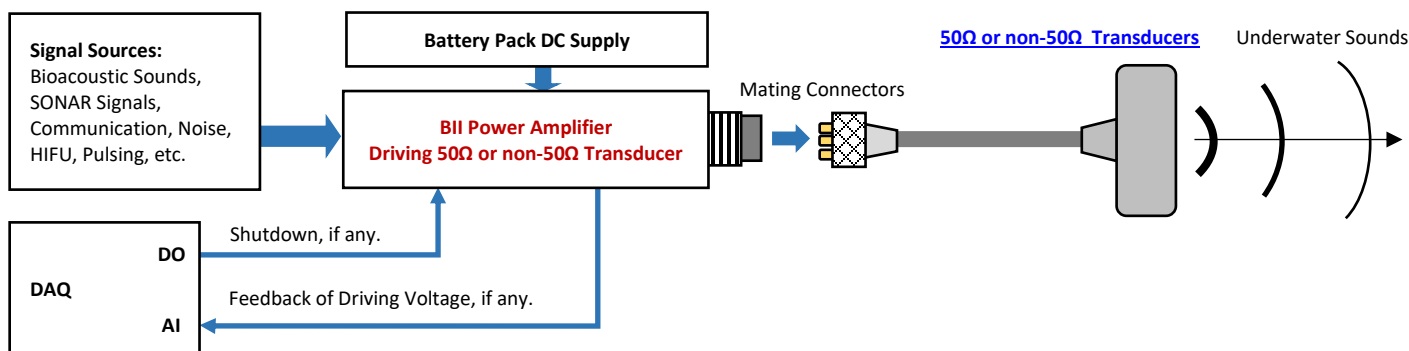 Signal Sources:
Bioacoustic Sounds,
SONAR Signals,
Communication, Noise,
HIFU, Pulsing, etc.
Battery Pack DC Supply
BII Power Amplifier
Driving 50Ω or non-50Ω Transducer
Mating Connectors
50Ω or non-50Ω  Transducers
Underwater Sounds
DAQ
DO
AI
Shutdown, if any.
Feedback of Driving Voltage, if any.